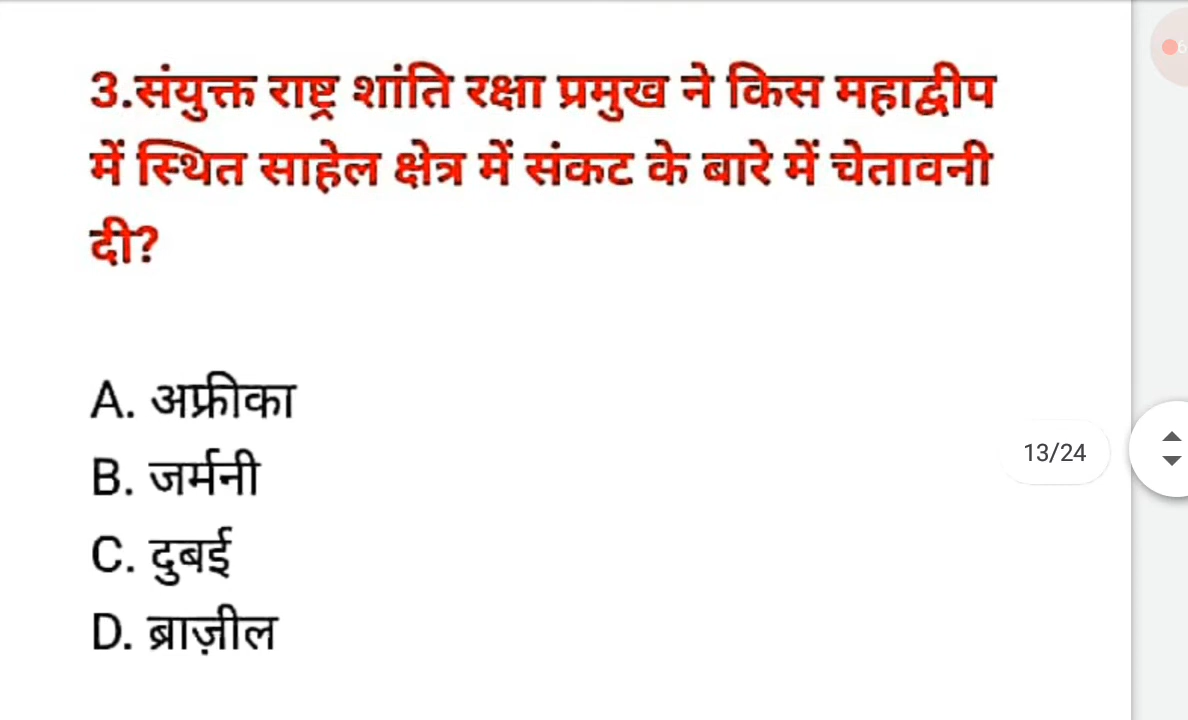 3.संयुक्त राष्ट्र शांति रक्षा प्रमुख ने किस महाद्वीप
में स्थित साहेल क्षेत्र में संकट के बारे में चेतावनी
दी?
A. अफ्रीका
B. जर्मनी
C. दुबई
D. ब्राज़ील
13/24